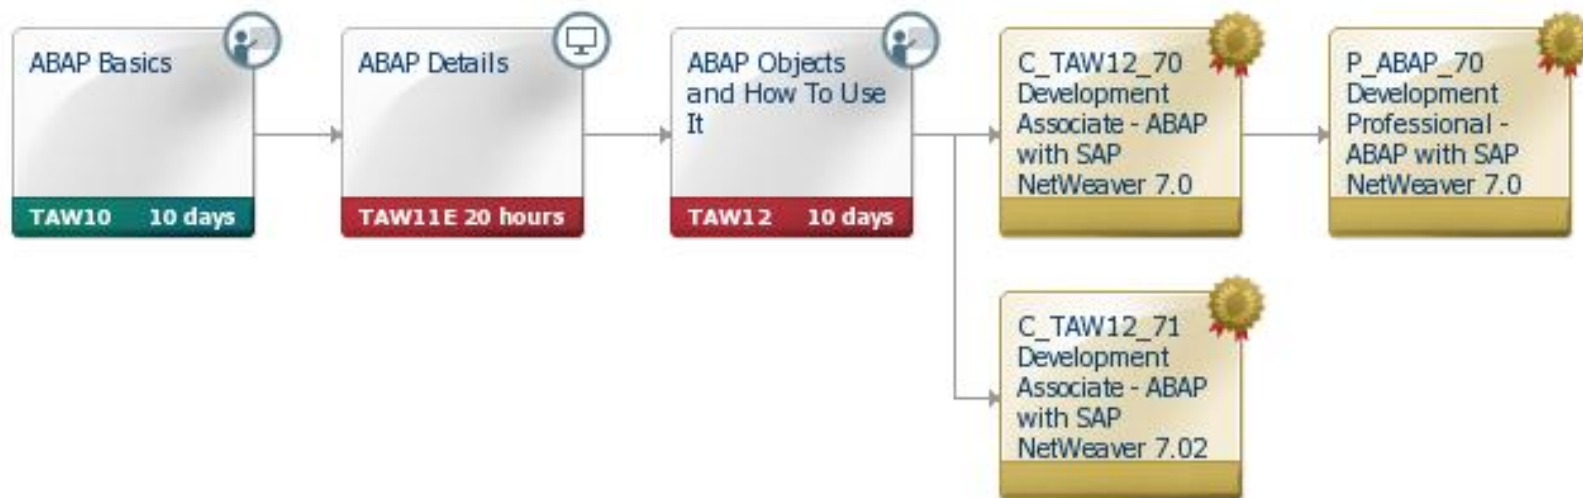 ABAP Basics
TAW10 10 days
ABAP Details
TAW11E 20 hours
ABAP Objects
and How To Use
It
TAW12 10 days
C_TAW12_70
Development
Associate - ABAP
with SAP
NetWeaver 7.0
P_ABAP_70
Development
Professional -
ABAP with SAP
NetWeaver 7.0
C_TAW12_71
Development
Associate - ABAP
with SAP
NetWeaver 7.02